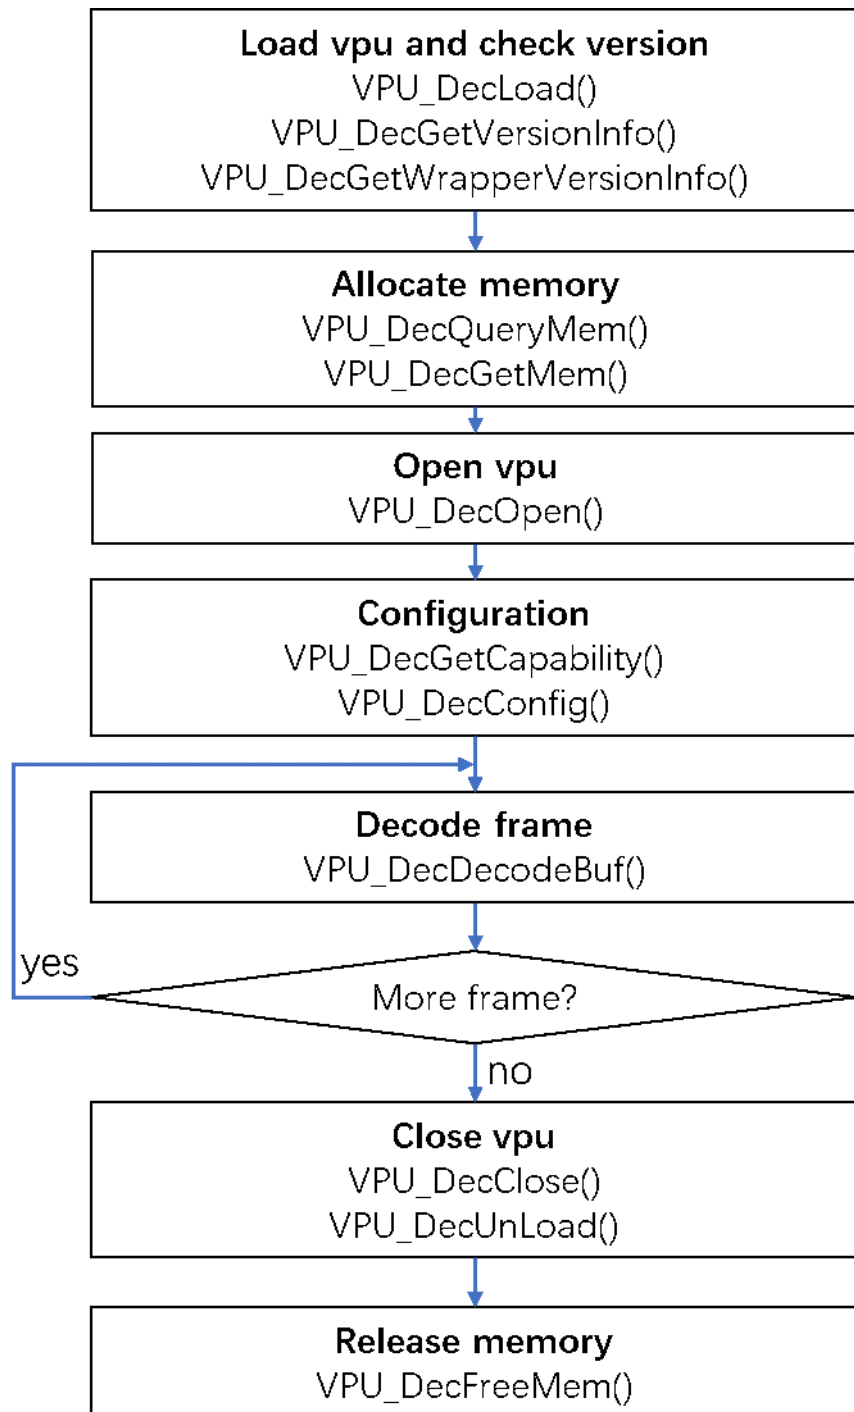 Load vpu and check version
VPU_DecLoad()
VPU_DecGetVersionInfo()
VPU_DecGetWrapperVersionInfo()
Allocate memory
VPU_DecQueryMem()
VPU_DecGetMem()
Open vpu
VPU_DecOpen()
Configuration
VPU_DecGetCapability()
VPU_DecConfig()
Decode frame
VPU_DecDecodeBuf()
yes
More frame?
no
Close vpu
VPU_DecClose()
VPU_DecUnLoad()
Release memory
VPU_DecFreeMem()